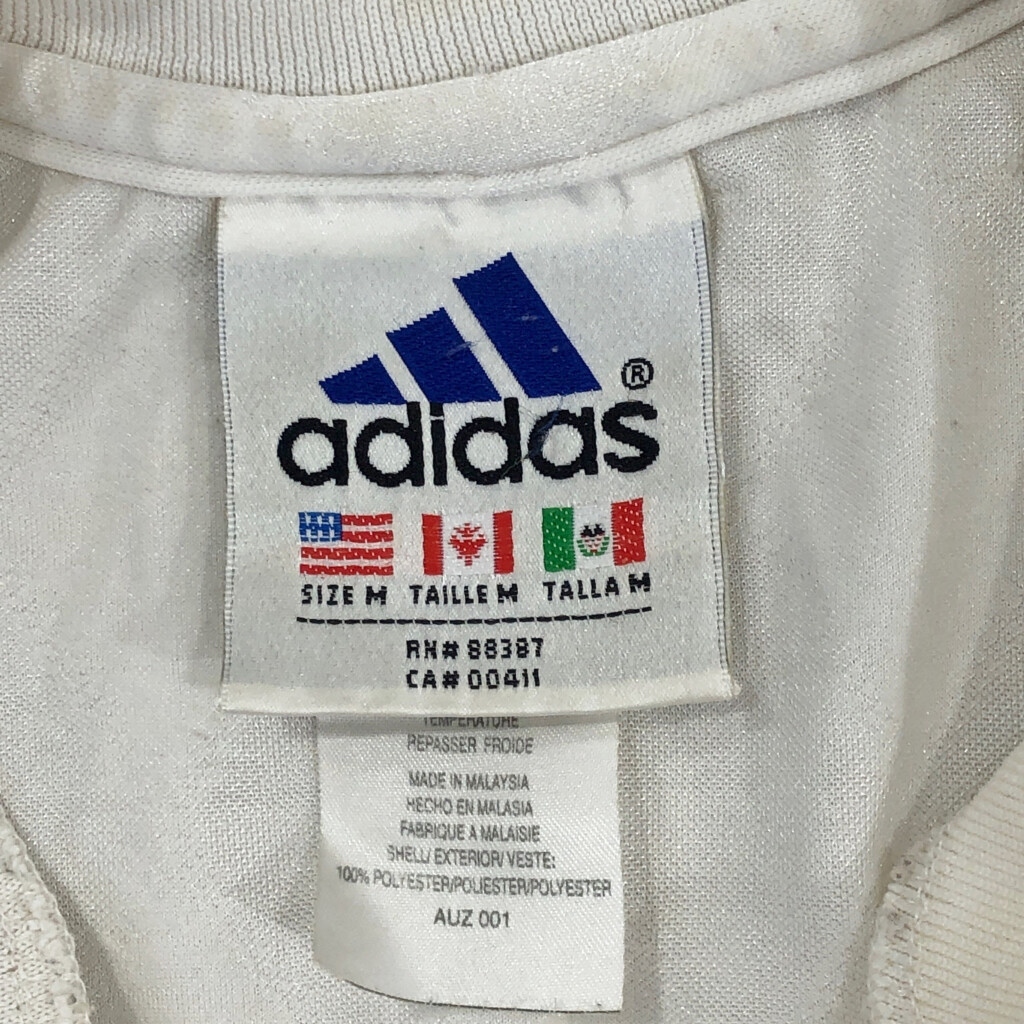 adidas®
SIZE M TAILLE M TALLA M
RN# 88387
CA# 00411
TEMPERATURE
REPASSER FROIDE
MADE IN MALAYSIA
HECHO EN MALASIA
FABRIQUE A MALAISIE
SHELL/ EXTERIOR/ VESTE:
100% POLYESTER/POLIESTER/POLYESTER
AUZ 001